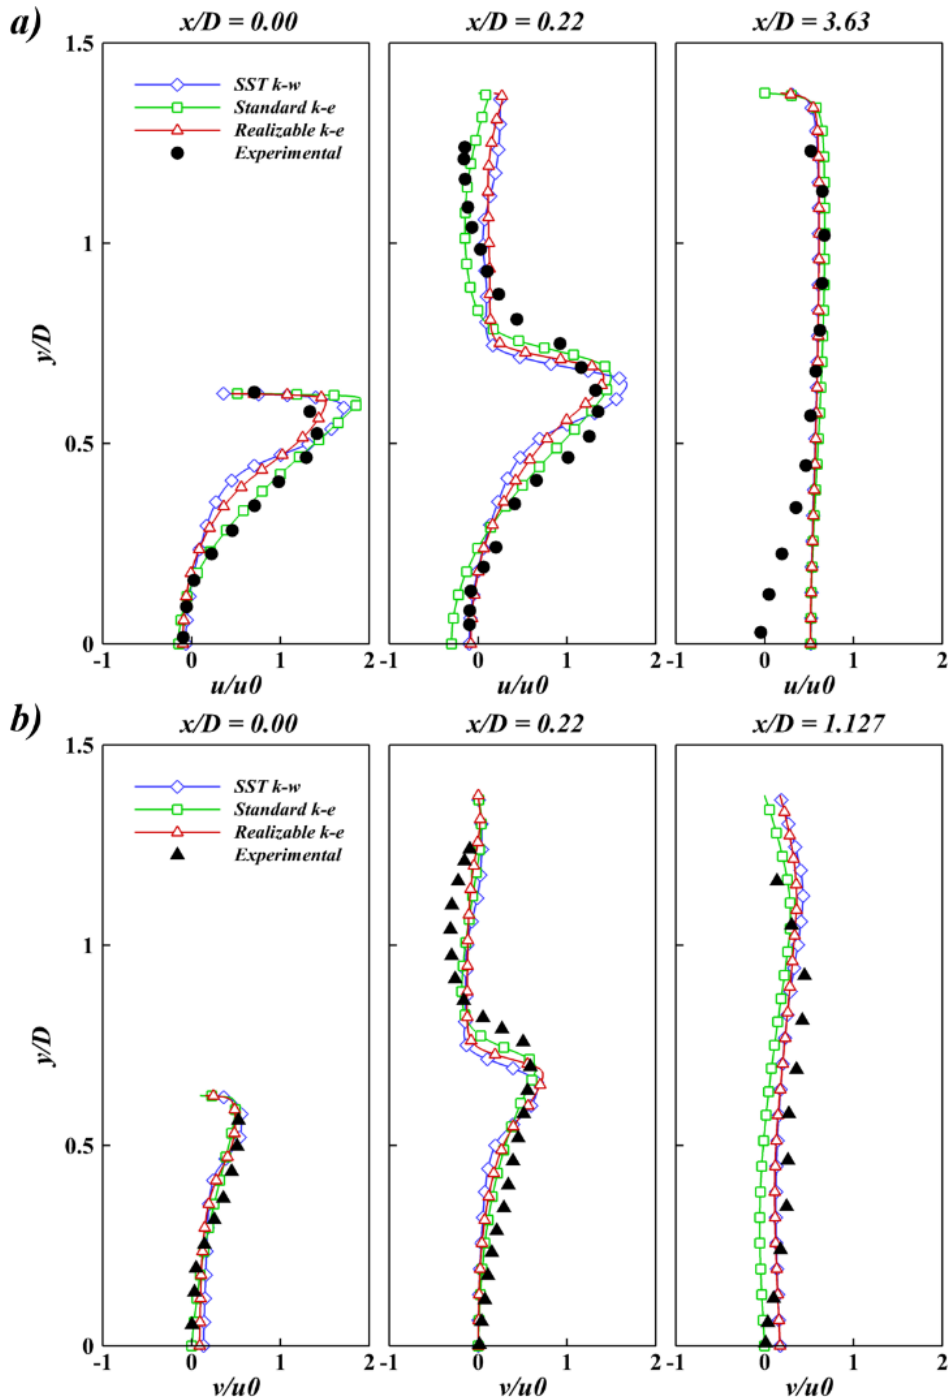 a)
x/D = 0.00
x/D = 0.22
x/D = 3.63
1.5
SST k-w
Standard k-e
Realizable k-e
Experimental
1
y/D
0.5
0
-1 0 1 2
-1 0 1 2
-1 0 1 2
u/u0
u/u0
u/u0
b)
x/D = 0.00
x/D = 0.22
x/D = 1.127
1.5
SST k-w
Standard k-e
Realizable k-e
Experimental
1
y/D
0.5
0
-1 0 1 2
-1 0 1 2
-1 0 1 2
v/u0
v/u0
v/u0